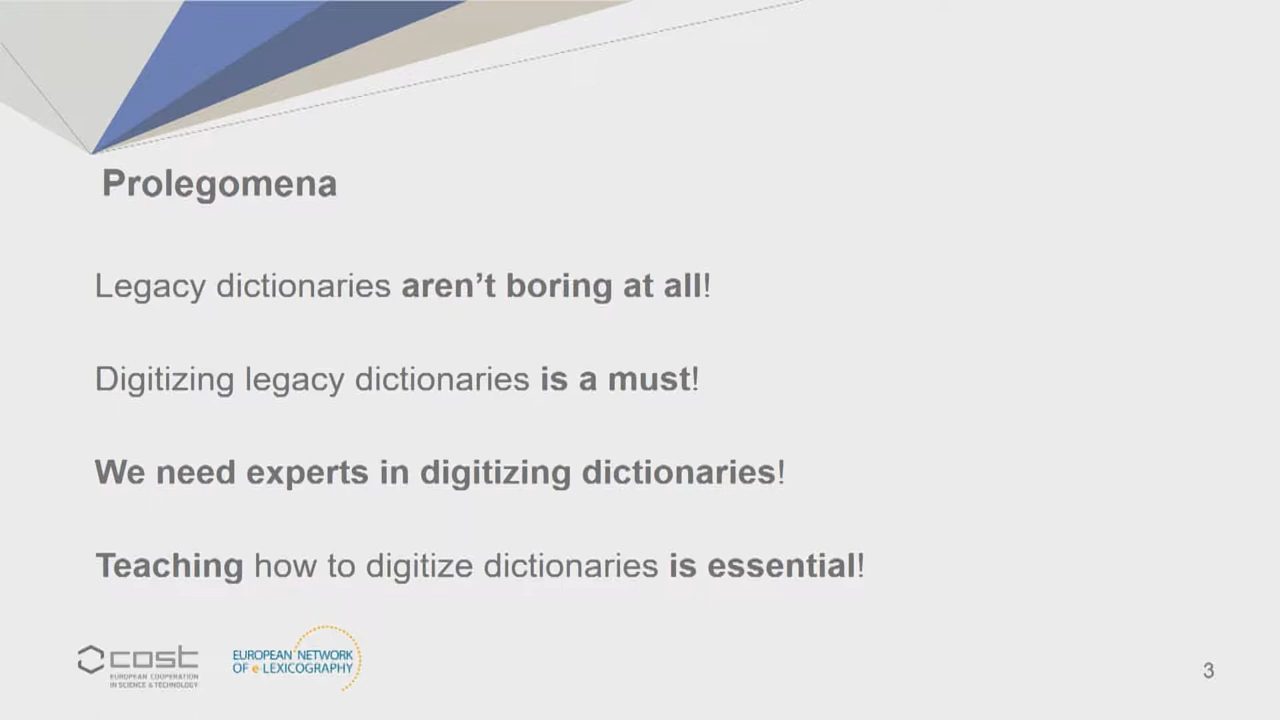 Prolegomena
Legacy dictionaries aren’t boring at all!
Digitizing legacy dictionaries is a must!
We need experts in digitizing dictionaries!
Teaching how to digitize dictionaries is essential!
cost
EUROPEAN COOPERATION
IN SCIENCE & TECHNOLOGY
EUROPEAN NETWORK
OF e-LEXICOGRAPHY
3